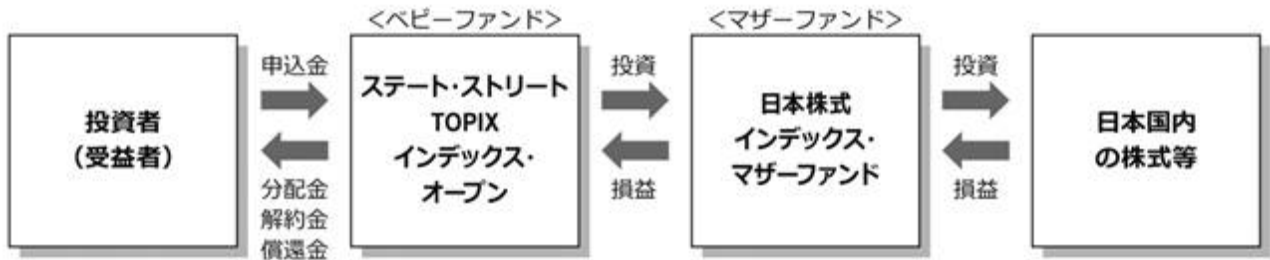 <ベビーファンド>
<マザーファンド>
投資者
（受益者）
申込金
分配金
解約金
償還金
ステート・ストリート
TOPIX
インデックス・
オープン
投資
損益
日本株式
インデックス・
マザーファンド
投資
損益
日本国内
の株式等